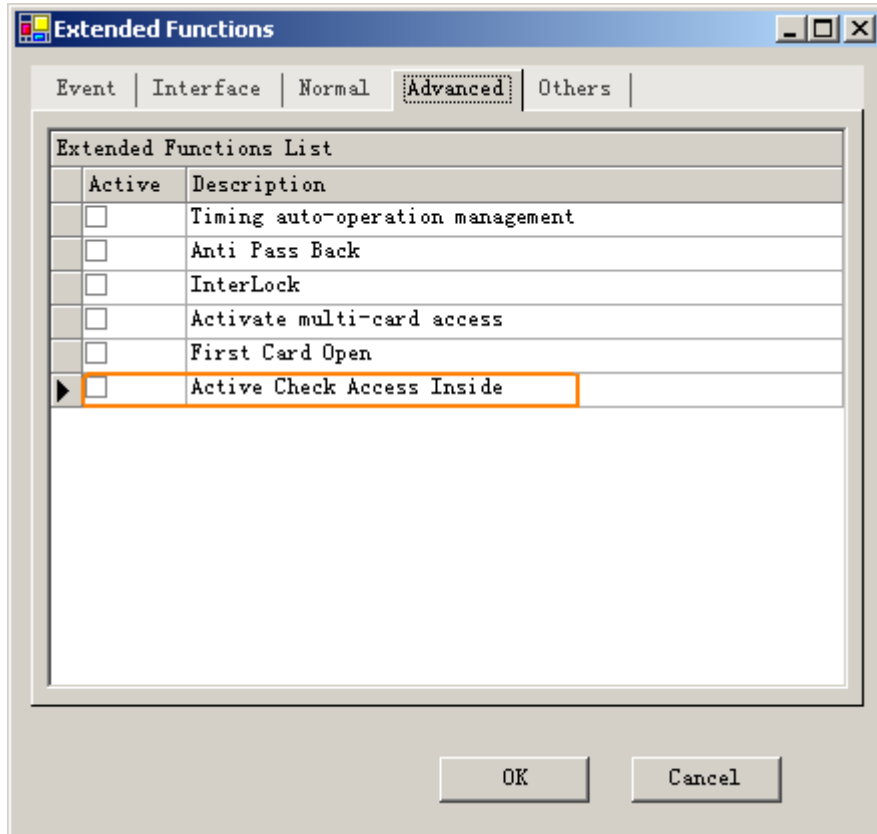 Extended Functions
Event Interface Normal Advanced Others
Extended Functions List
Active Description
Timing auto-operation management
Anti Pass Back
InterLock
Activate multi-card access
First Card Open
Active Check Access Inside
OK Cancel